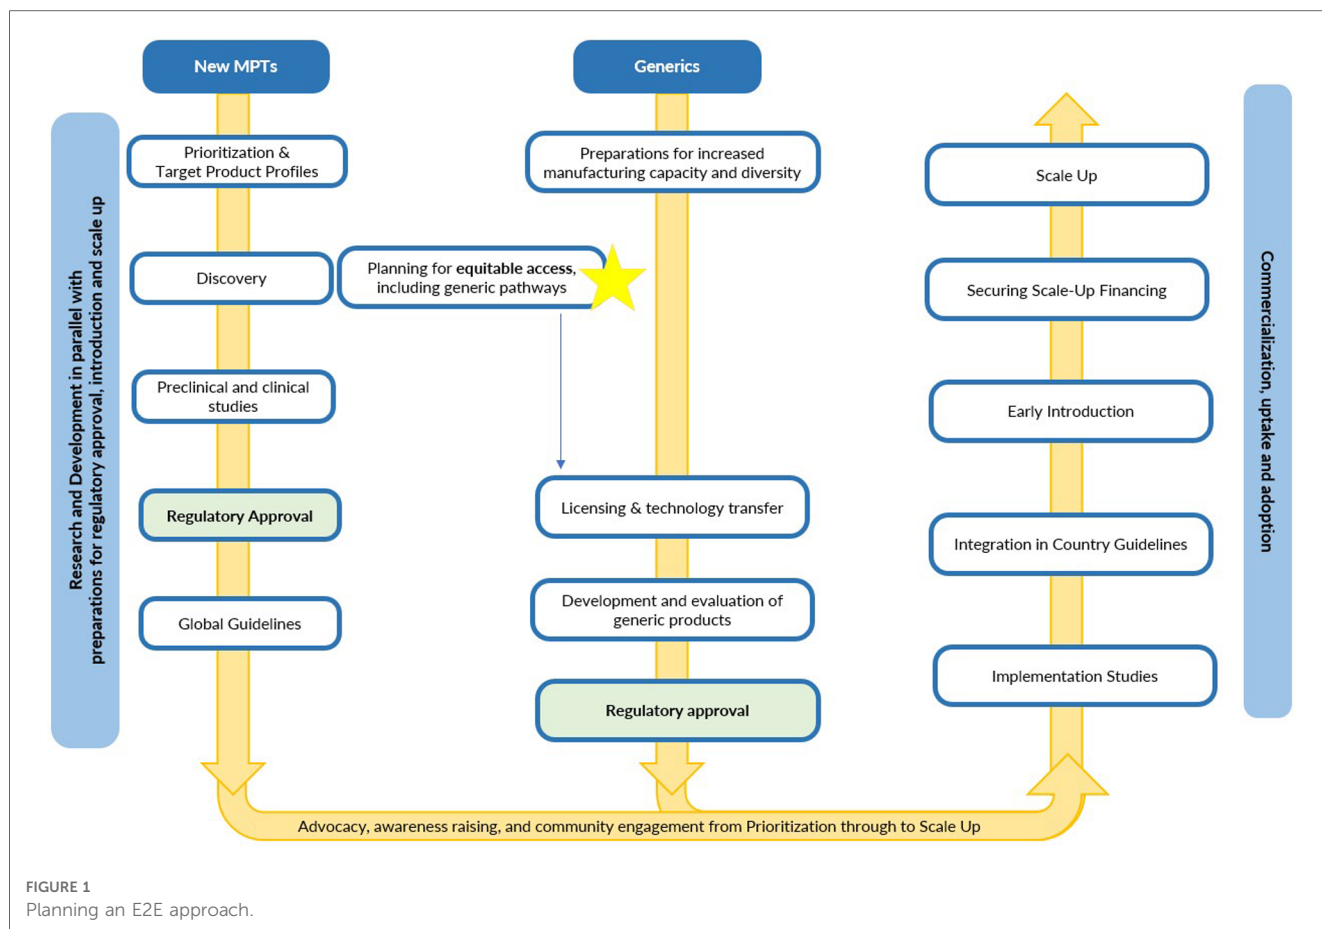 New MPTs
Generics
Research and Development in parallel with
preparations for regulatory approval, introduction and scale up
Prioritization &
Target Product Profiles
Discovery
Preclinical and clinical
studies
Regulatory Approval
Global Guidelines
Planning for equitable access,
including generic pathways
Preparations for increased
manufacturing capacity and diversity
Licensing & technology transfer
Development and evaluation of
generic products
Regulatory approval
Scale Up
Securing Scale-Up Financing
Early Introduction
Integration in Country Guidelines
Implementation Studies
Commercialization, uptake and adoption
Advocacy, awareness raising, and community engagement from Prioritization through to Scale Up
FIGURE 1
Planning an E2E approach.